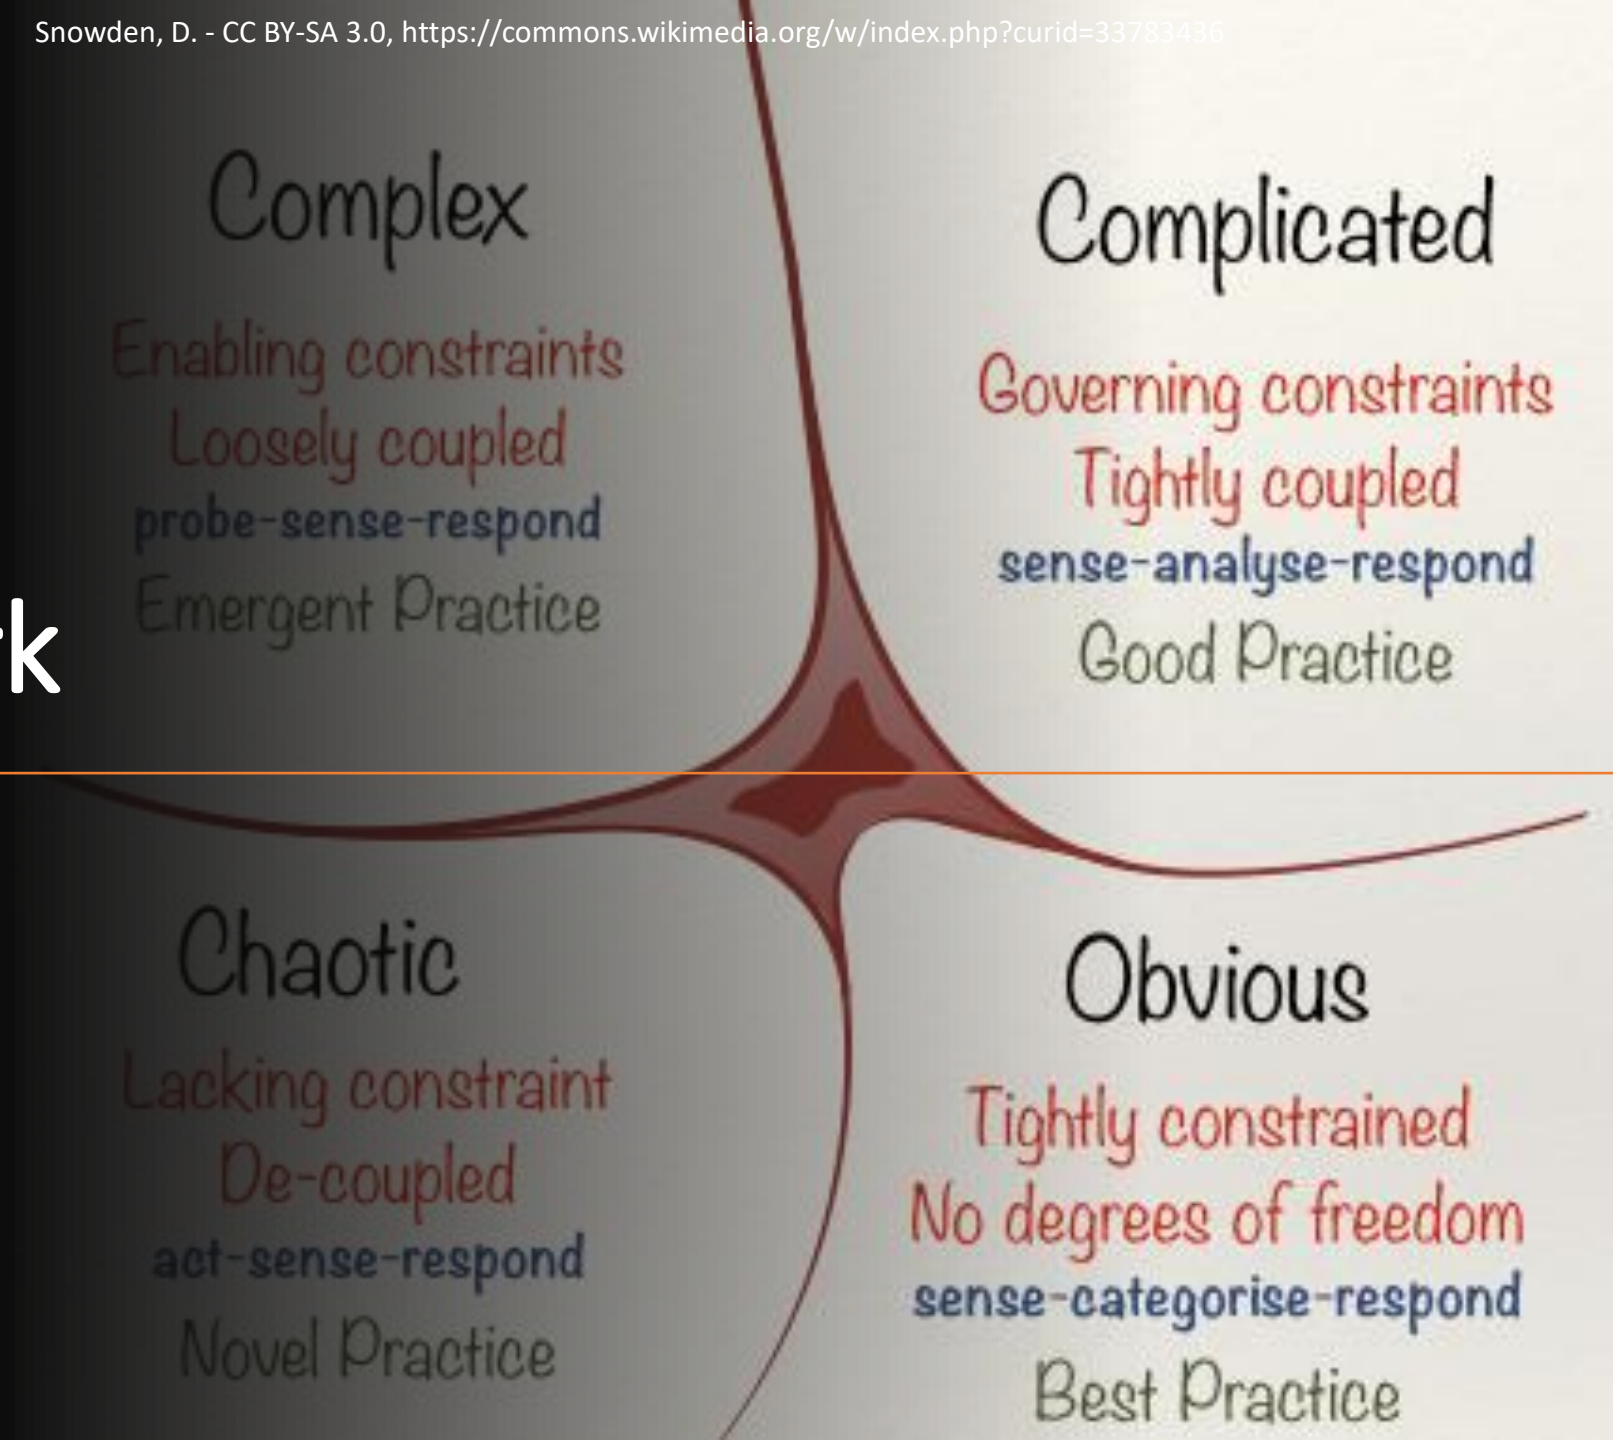 Snowden, D. - CC BY-SA 3.0, https://commons.wikimedia.org/w/index.php?curid=33783436
Complex
Enabling constraints
Loosely coupled
probe-sense-respond
Emergent Practice
Complicated
Governing constraints
Tightly coupled
sense-analyse-respond
Good Practice
k
Chaotic
Lacking constraint
De-coupled
act-sense-respond
Novel Practice
Obvious
Tightly constrained
No degrees of freedom
sense-categorise-respond
Best Practice